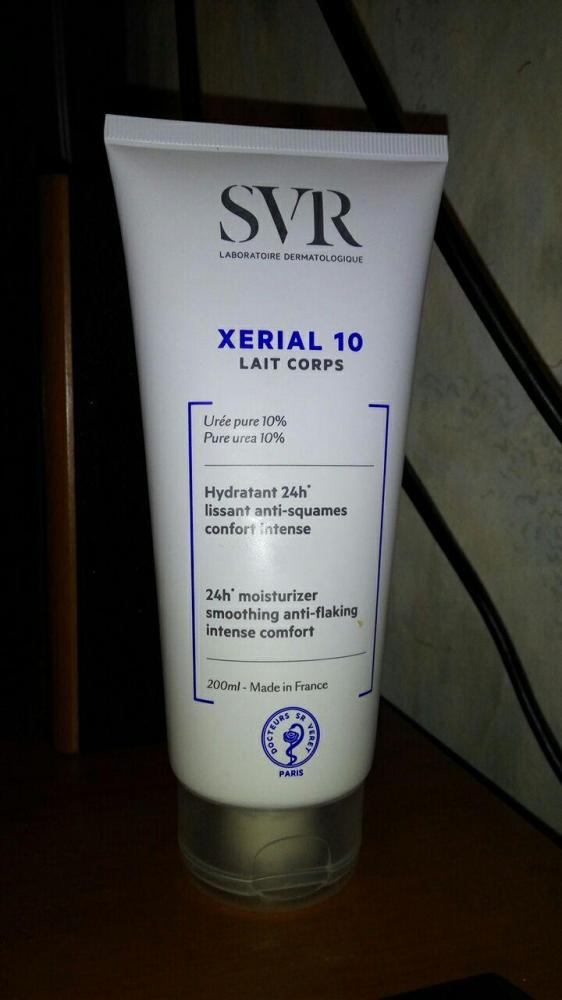 SVR
LABORATOIRE DERMATOLOGIQUE
XERIAL 10
LAIT CORPS
Urée pure 10%
Pure urea 10%
Hydratant 24h*
lissant anti-squames
confort intense
24h* moisturizer
smoothing anti-flaking
intense comfort
200ml - Made in France
DOCTEURS SR VERET
PARIS